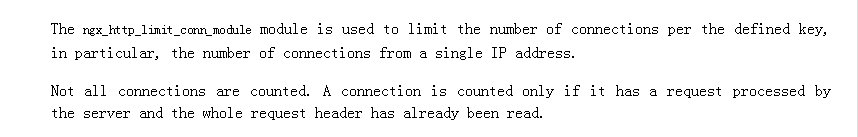 The ngx_http_limit_conn_module module is used to limit the number of connections per the defined key,
in particular, the number of connections from a single IP address.
Not all connections are counted. A connection is counted only if it has a request processed by
the server and the whole request header has already been read.